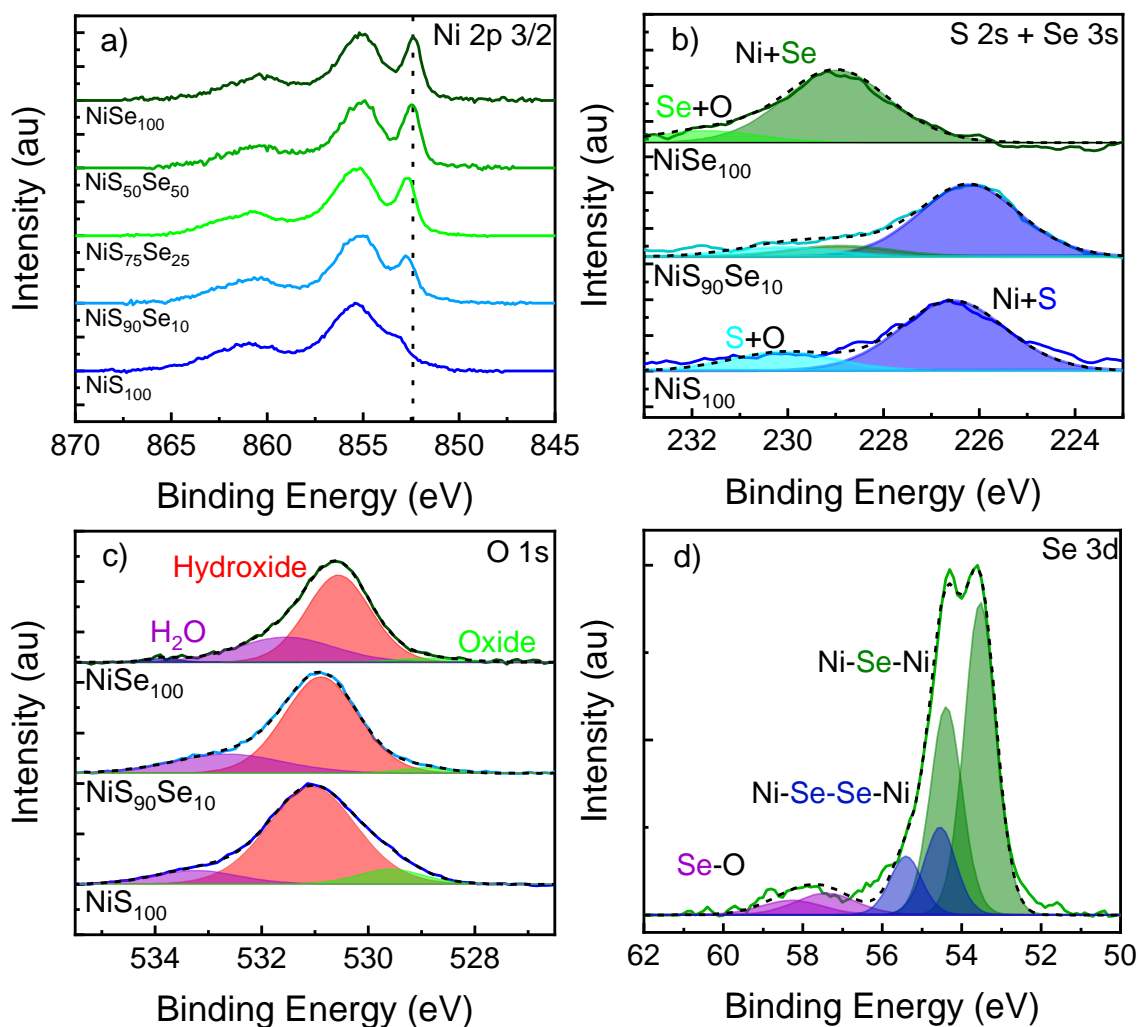 a)
Ni 2p 3/2
NiSe₁₀₀
NiS₅₀Se₅₀
NiS₇₅Se₂₅
NiS₉₀Se₁₀
NiS₁₀₀
Intensity (au)
870 865 860 855 850 845
Binding Energy (eV)
b)
S 2s + Se 3s
Ni+Se
Se+O
NiSe₁₀₀
NiS₉₀Se₁₀
Ni+S
S+O
NiS₁₀₀
Intensity (au)
232 230 228 226 224
Binding Energy (eV)
c)
O 1s
Hydroxide
H₂O
Oxide
NiSe₁₀₀
NiS₉₀Se₁₀
NiS₁₀₀
Intensity (au)
534 532 530 528
Binding Energy (eV)
d)
Se 3d
Ni-Se-Ni
Ni-Se-Se-Ni
Se-O
Intensity (au)
62 60 58 56 54 52 50
Binding Energy (eV)